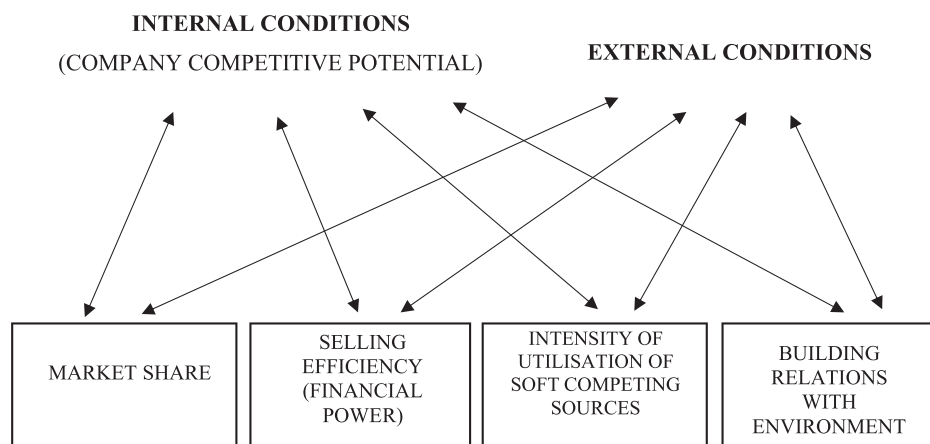 INTERNAL CONDITIONS
(COMPANY COMPETITIVE POTENTIAL)
EXTERNAL CONDITIONS
MARKET SHARE
SELLING
EFFICIENCY
(FINANCIAL
POWER)
INTENSITY OF
UTILISATION OF
SOFT COMPETING
SOURCES
BUILDING
RELATIONS
WITH
ENVIRONMENT